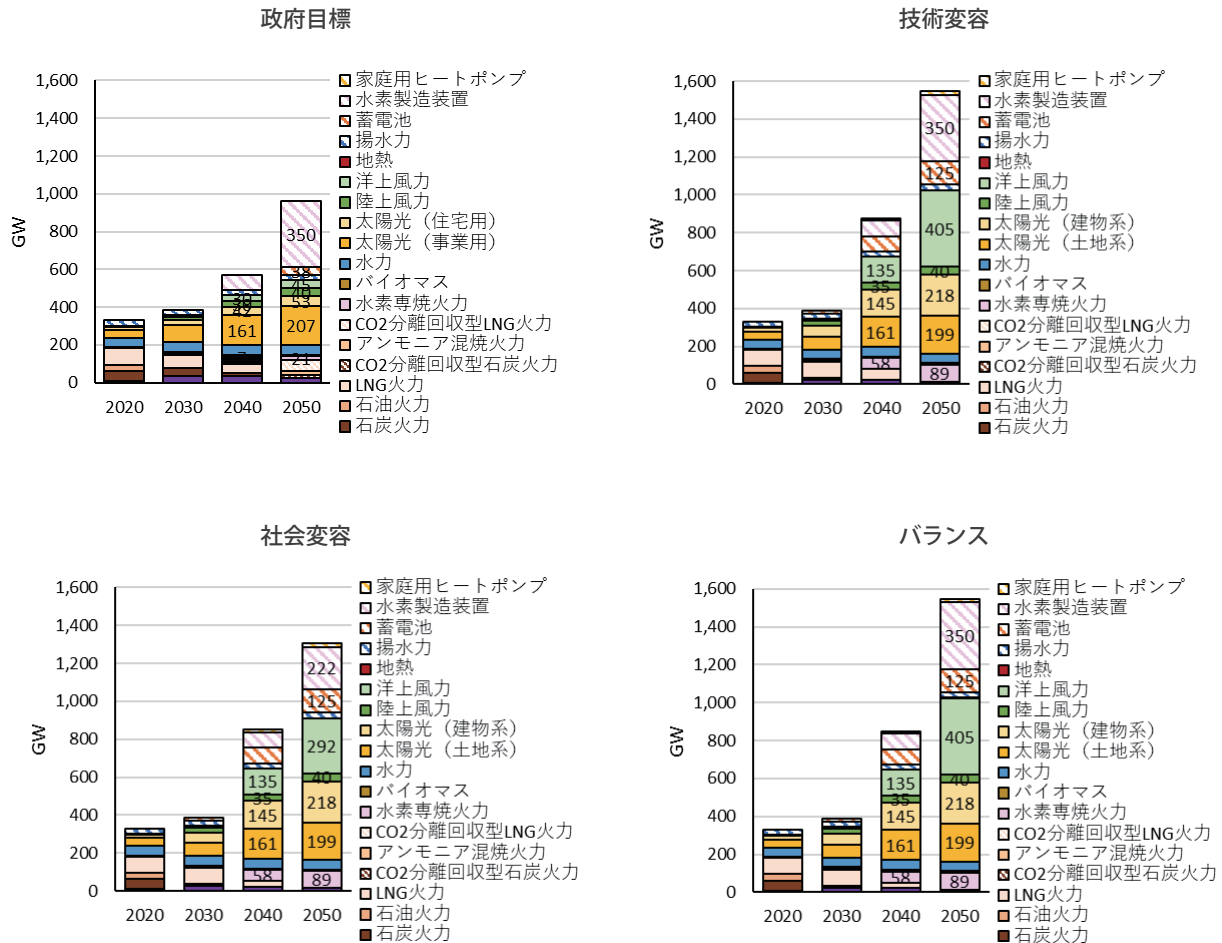 政府目標
1,600
1,400
1,200
1,000
800
600
400
200
0
GW
350
38
45
40
53
207
21
161
2020
2030
2040
2050
家庭用ヒートポンプ
水素製造装置
蓄電池
揚水力
地熱
洋上風力
陸上風力
太陽光（住宅用）
太陽光（事業用）
水力
バイオマス
水素専焼火力
CO2分離回収型LNG火力
アンモニア混焼火力
CO2分離回収型石炭火力
LNG火力
石油火力
石炭火力
技術変容
1,600
1,400
1,200
1,000
800
600
400
200
0
GW
135
35
145
161
58
350
125
405
40
218
199
89
2020
2030
2040
2050
家庭用ヒートポンプ
水素製造装置
蓄電池
揚水力
地熱
洋上風力
陸上風力
太陽光（建物系）
太陽光（土地系）
水力
バイオマス
水素専焼火力
CO2分離回収型LNG火力
アンモニア混焼火力
CO2分離回収型石炭火力
LNG火力
石油火力
石炭火力
社会変容
1,600
1,400
1,200
1,000
800
600
400
200
0
GW
135
35
145
161
58
222
125
292
40
218
199
89
2020
2030
2040
2050
家庭用ヒートポンプ
水素製造装置
蓄電池
揚水力
地熱
洋上風力
陸上風力
太陽光（建物系）
太陽光（土地系）
水力
バイオマス
水素専焼火力
CO2分離回収型LNG火力
アンモニア混焼火力
CO2分離回収型石炭火力
LNG火力
石油火力
石炭火力
バランス
1,600
1,400
1,200
1,000
800
600
400
200
0
GW
135
35
145
161
58
350
125
405
40
218
199
89
2020
2030
2040
2050
家庭用ヒートポンプ
水素製造装置
蓄電池
揚水力
地熱
洋上風力
陸上風力
太陽光（建物系）
太陽光（土地系）
水力
バイオマス
水素専焼火力
CO2分離回収型LNG火力
アンモニア混焼火力
CO2分離回収型石炭火力
LNG火力
石油火力
石炭火力